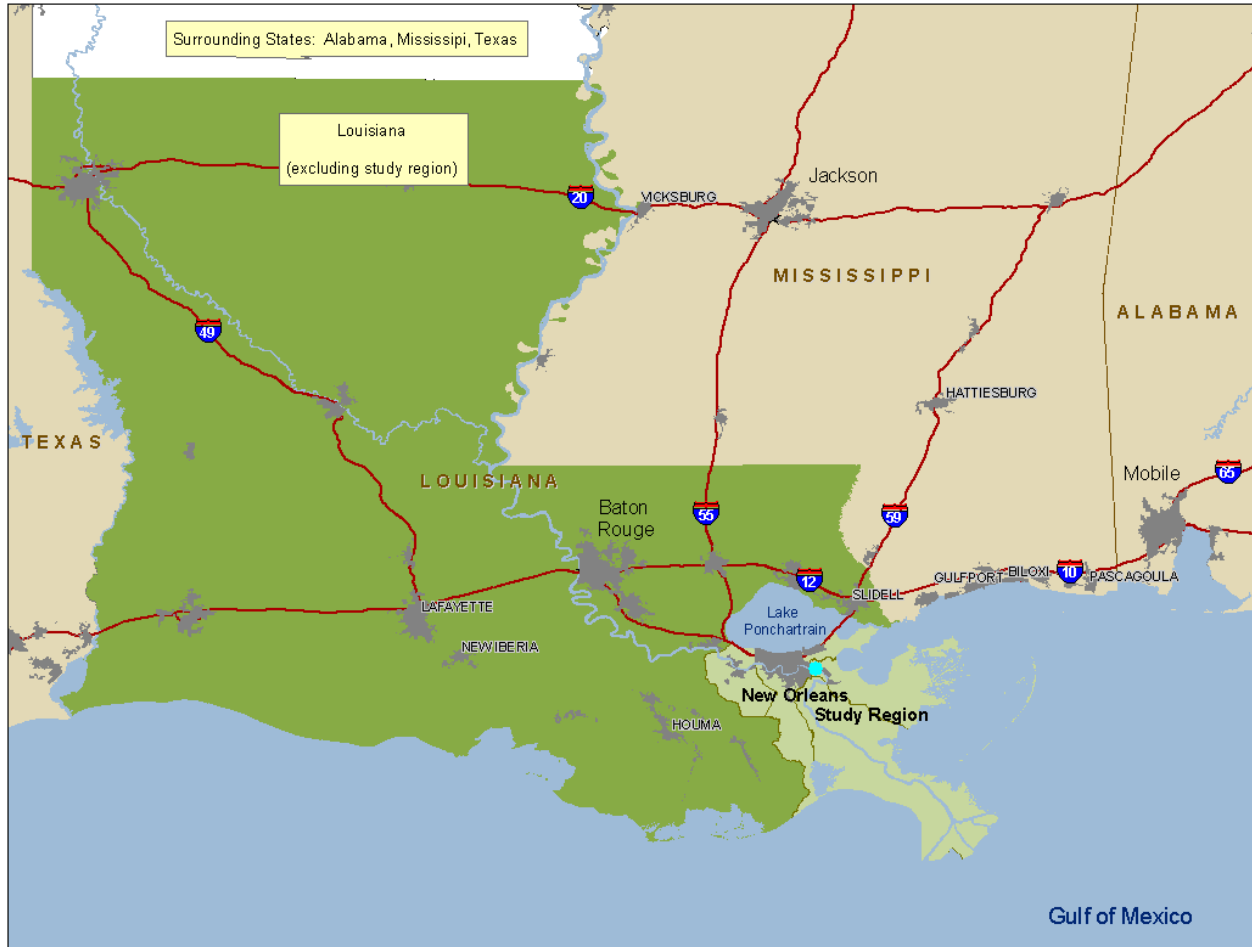 Surrounding States: Alabama, Mississipi, Texas
Louisiana
(excluding study region)
Jackson
20
VICKSBURG
MISSISSIPPI
ALABAMA
49
HATTIESBURG
TEXAS
LOUISIANA
Mobile
65
Baton
Rouge
55
59
12
10
GULFPORT
BILOXI
PASCAGOULA
SLIDELL
LAFAYETTE
Lake
Ponchartrain
NEW IBERIA
New Orleans
Study Region
HOUMA
Gulf of Mexico